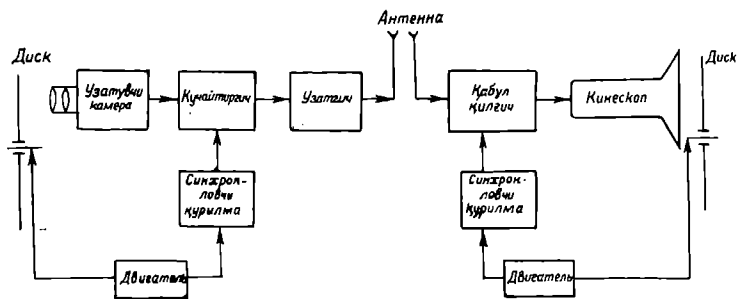 Антенна
Диск
Узатувчи
камера
Кучайтиргич
Узатгич
Қабул
қилгич
Кинескоп
Диск
Синхрон-
ловчи
қурилма
Синхрон-
ловчи
қурилма
Двигатель
Двигатель